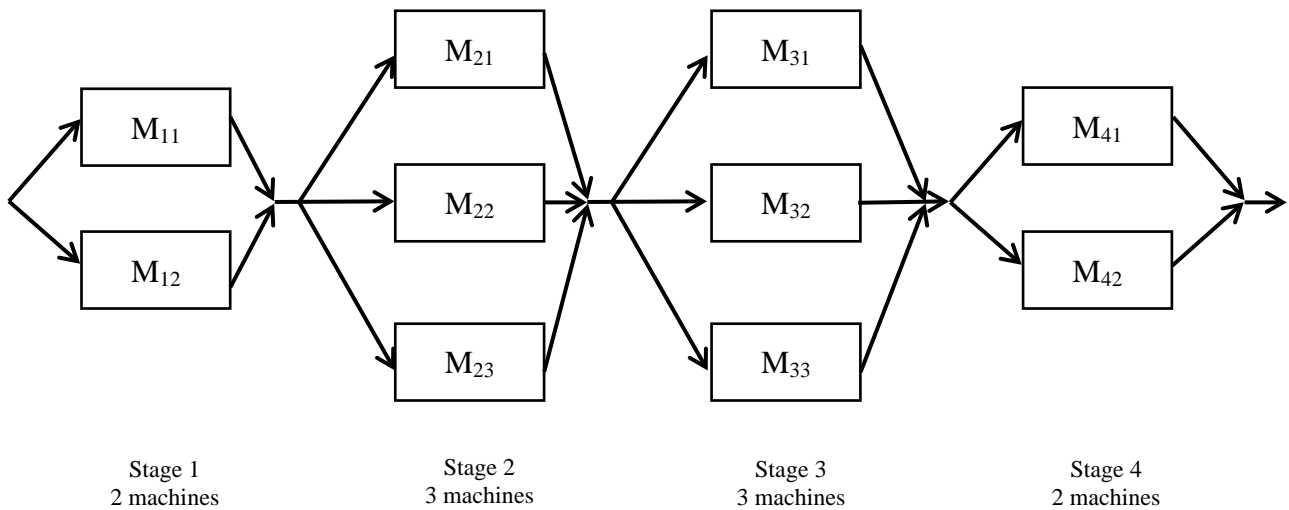 M₂₁
M₃₁
M₁₁
M₄₁
M₂₂
M₃₂
M₁₂
M₄₂
M₂₃
M₃₃
Stage 1
2 machines
Stage 2
3 machines
Stage 3
3 machines
Stage 4
2 machines